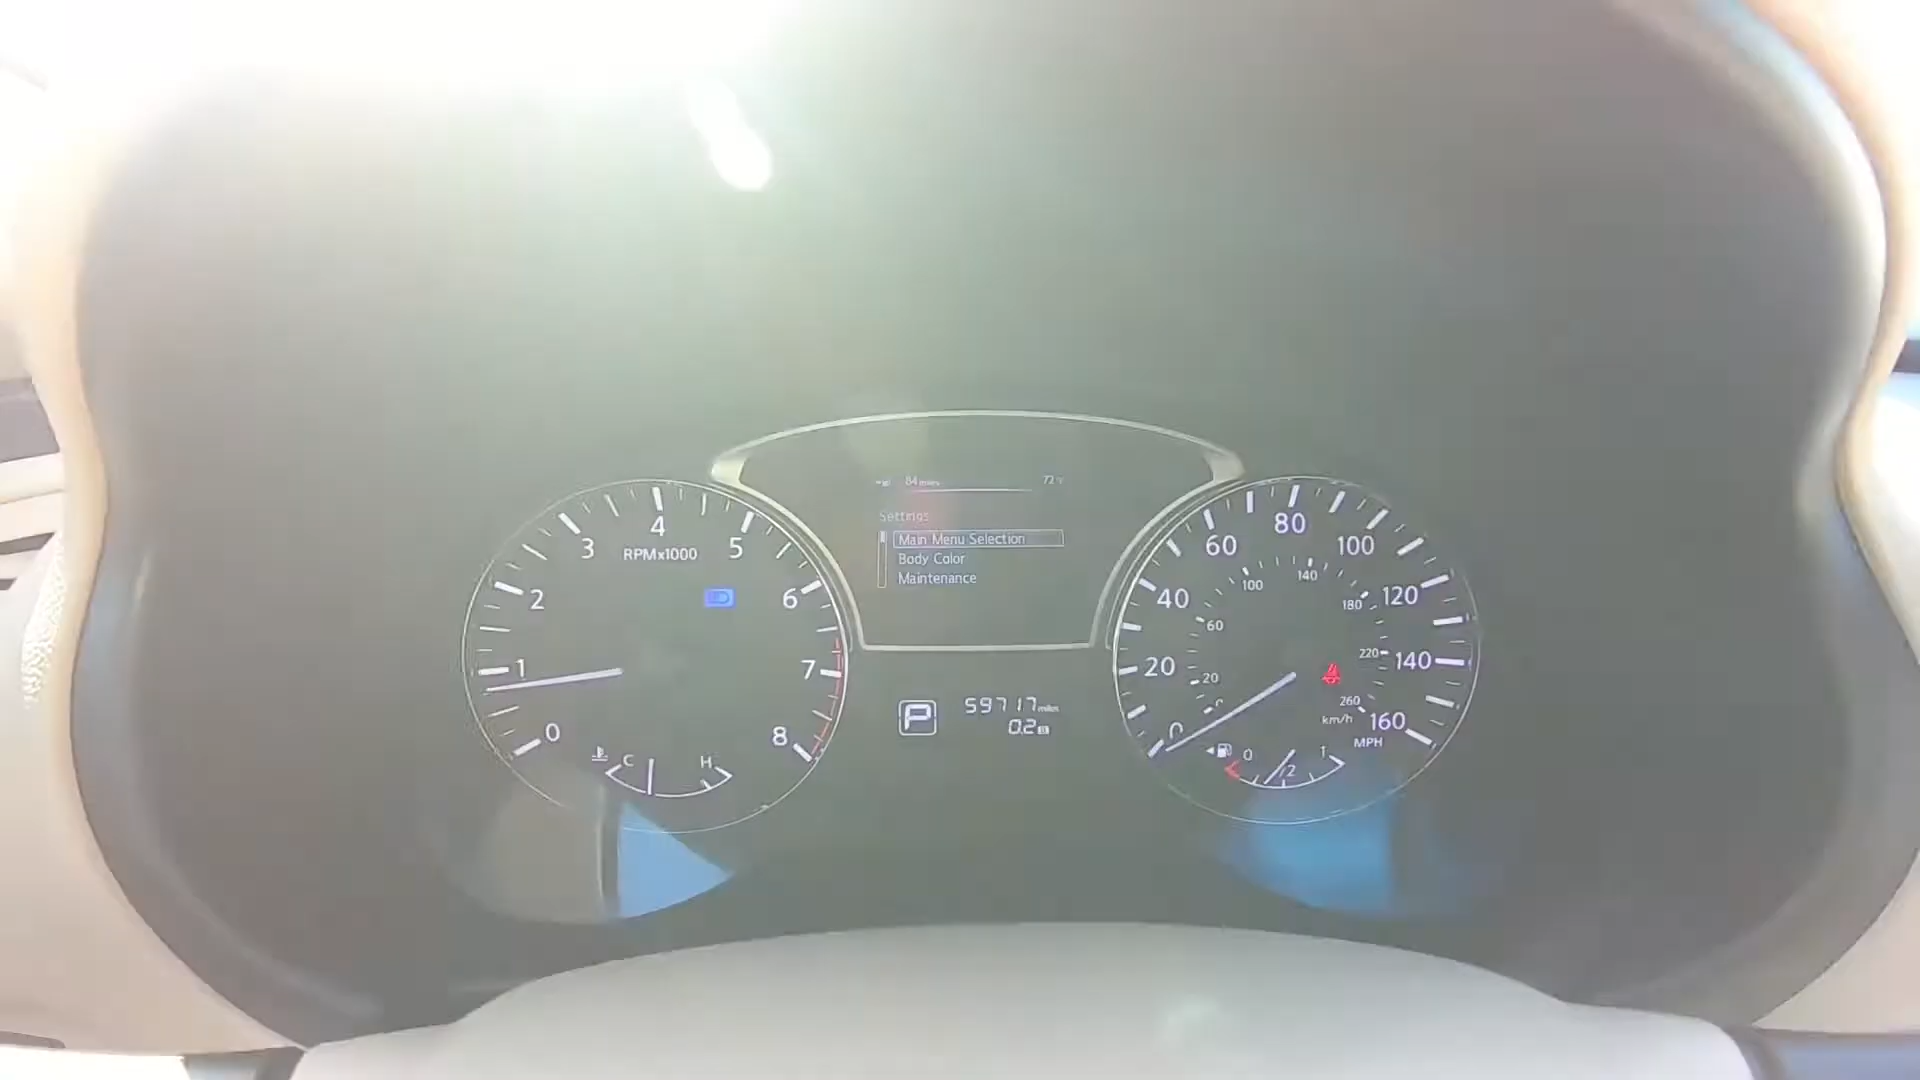 84 miles 72°F
Settings
Main Menu Selection
Body Color
Maintenance
0 1 2 3 4 5 6 7 8
RPMx1000
C H
P
59717 miles
0.2
0 20 40 60 80 100 120 140 160
MPH
20 60 100 140 180 220 260
km/h
0 1/2 1